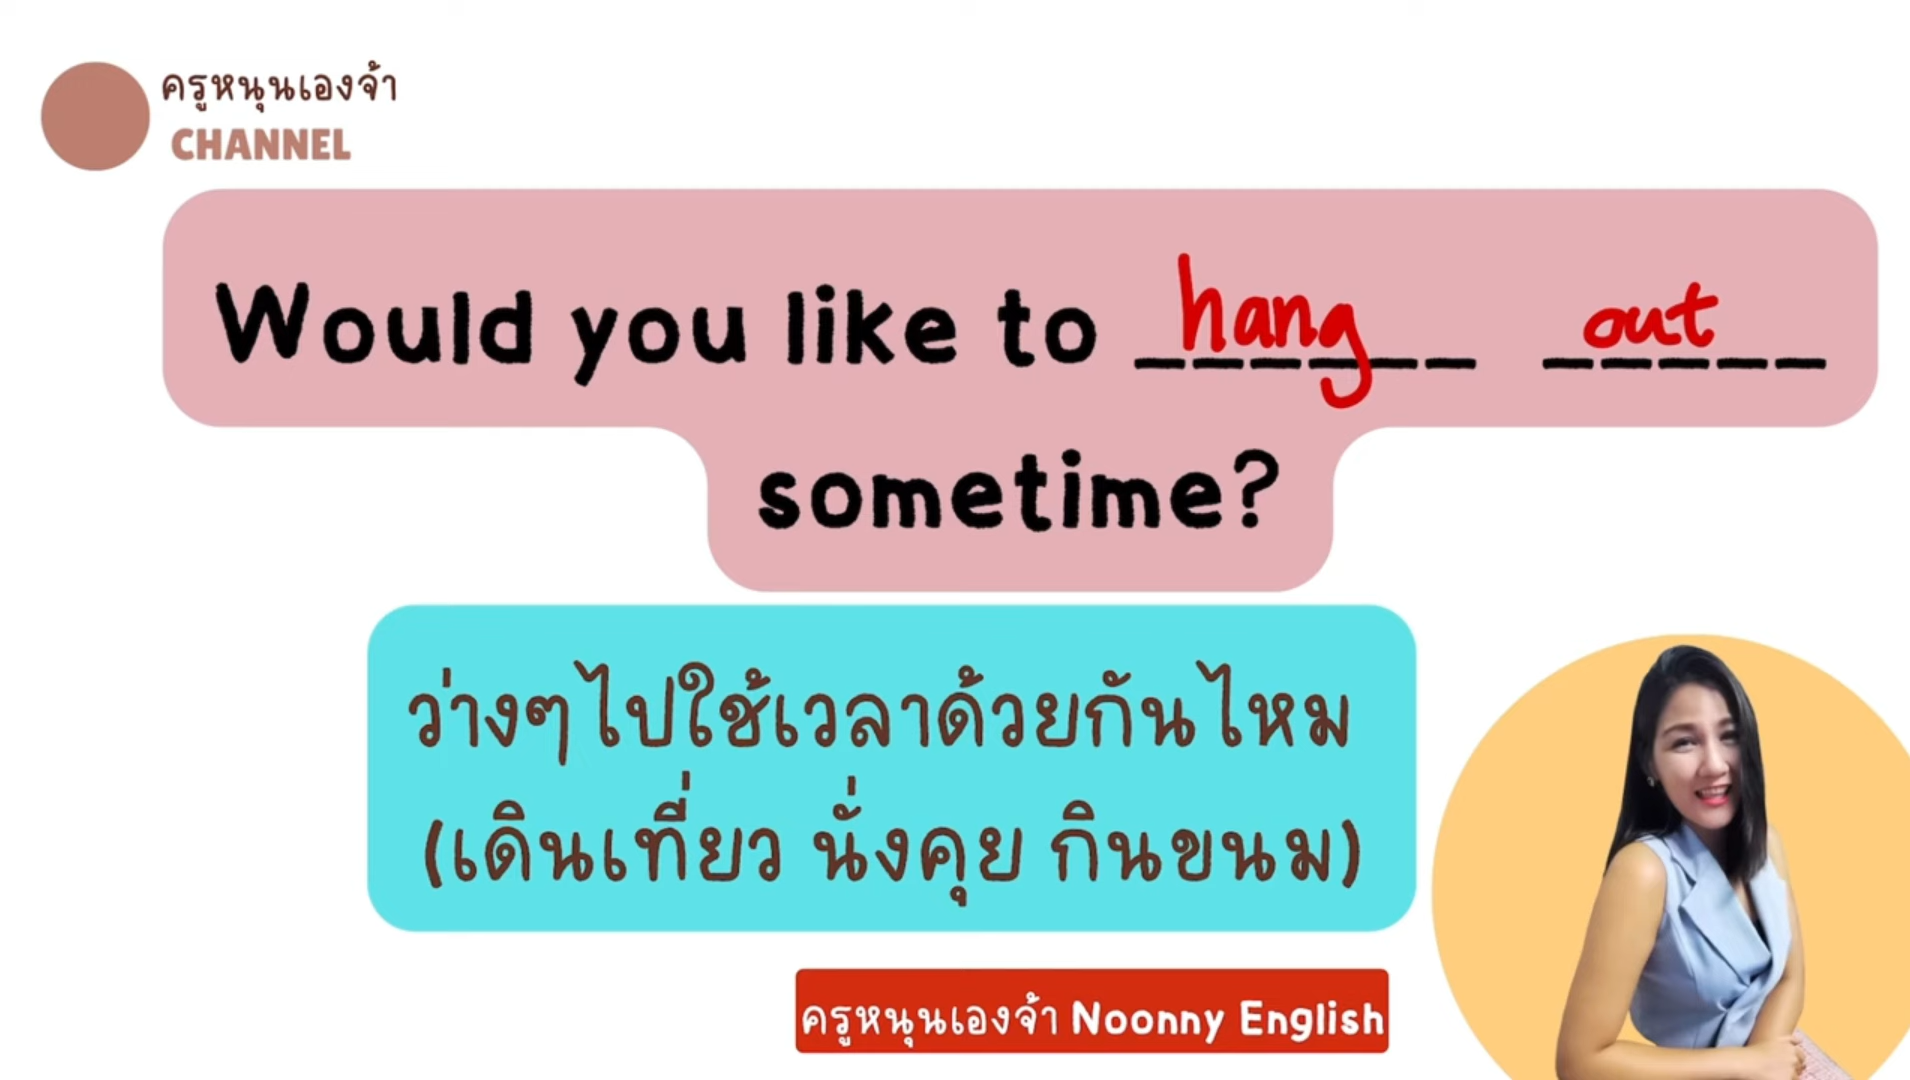 ครูหนุนเองจ้า
CHANNEL
Would you like to hang out
sometime?
ว่างๆไปใช้เวลาด้วยกันไหม
(เดินเที่ยว นั่งคุย กินขนม)
ครูหนุนเองจ้า Noonny English